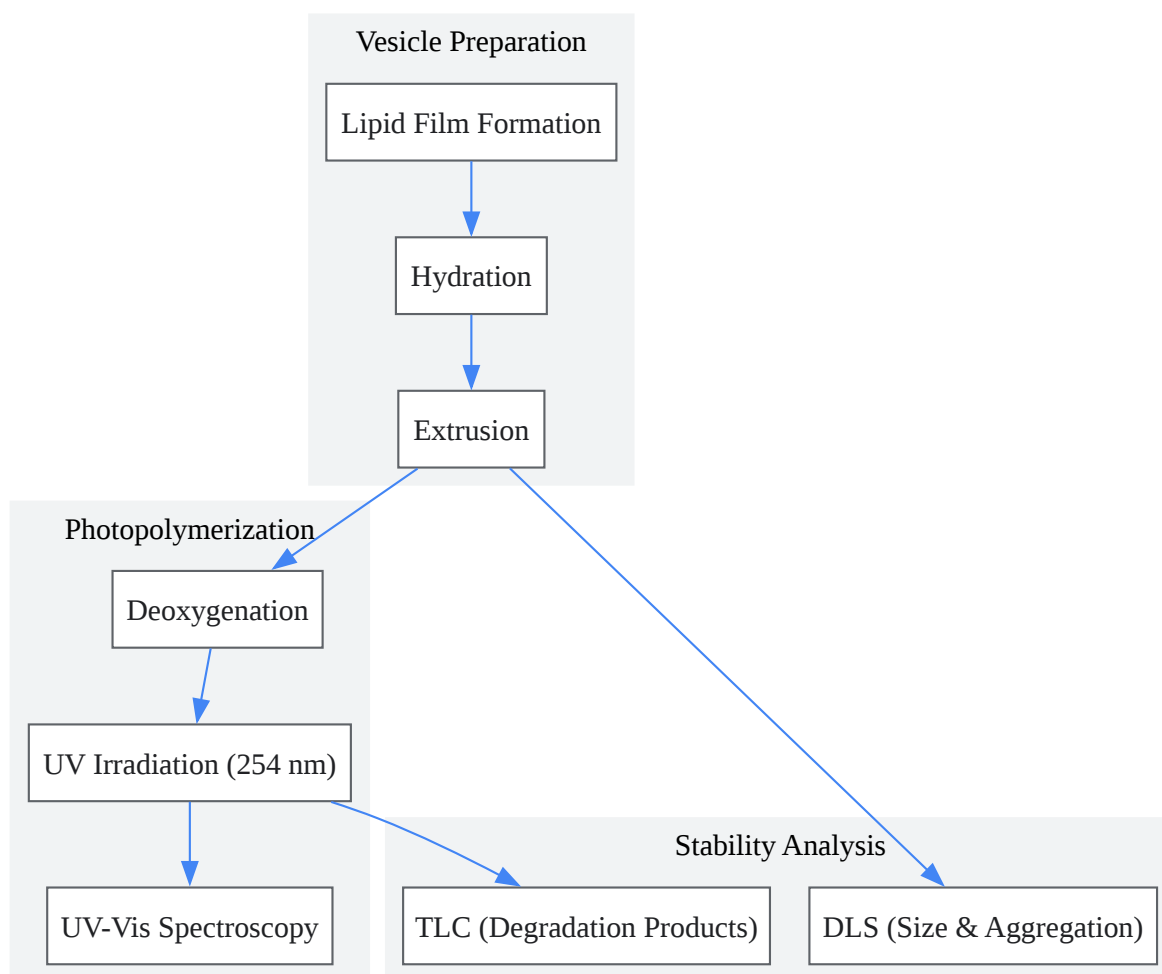 Vesicle Preparation
Lipid Film Formation
Hydration
Extrusion
Photopolymerization
Deoxygenation
UV Irradiation (254 nm)
UV-Vis Spectroscopy
Stability Analysis
TLC (Degradation Products)
DLS (Size & Aggregation)